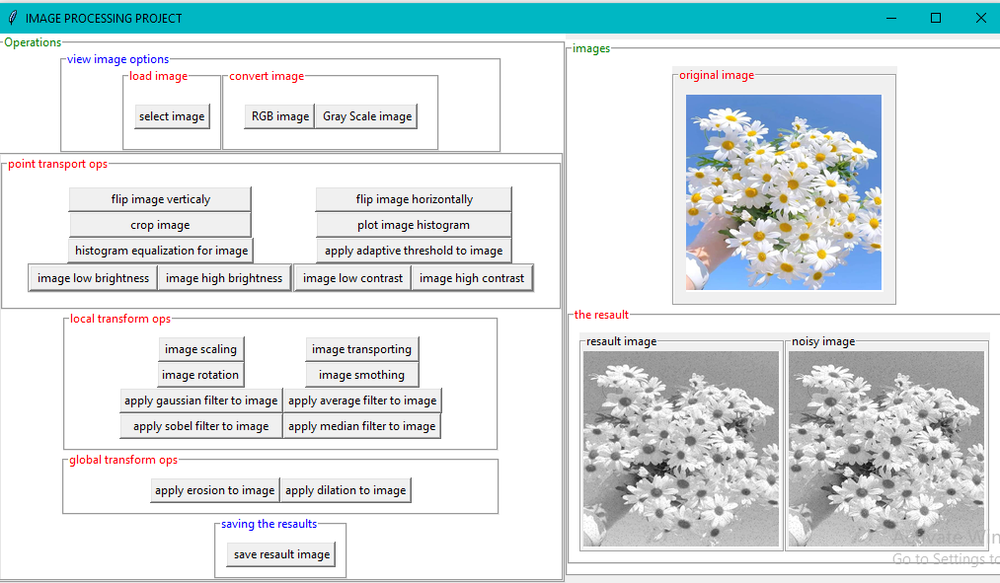 IMAGE PROCESSING PROJECT
Operations
view image options
load image
convert image
select image
RGB image
Gray Scale image
point transport ops
flip image verticaly
flip image horizontally
crop image
plot image histogram
histogram equalization for image
apply adaptive threshold to image
image low brightness
image high brightness
image low contrast
image high contrast
local transform ops
image scaling
image transporting
image rotation
image smothing
apply gaussian filter to image
apply average filter to image
apply sobel filter to image
apply median filter to image
global transform ops
apply erosion to image
apply dilation to image
saving the resaults
save resault image
images
original image
the resault
resault image
noisy image
Activate Win
Go to Settings to